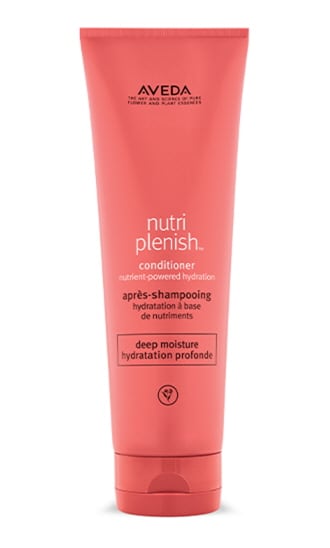 AVEDA
THE ART AND SCIENCE OF PURE
FLOWER AND PLANT ESSENCES
nutri
plenish™
conditioner
nutrient-powered hydration
après-shampooing
hydratation à base
de nutriments
deep moisture
hydratation profonde